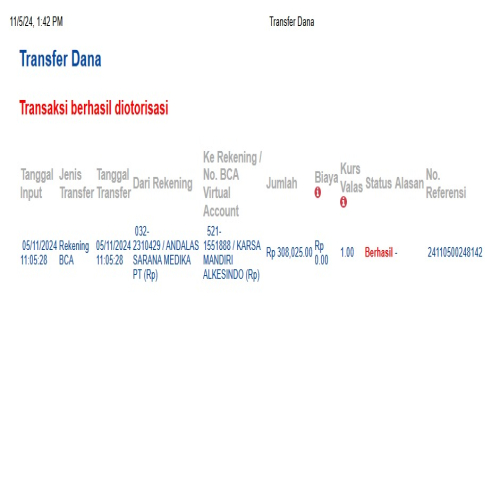 11/5/24, 1:42 PM Transfer Dana
Transfer Dana
Transaksi berhasil diotorisasi
Tanggal Input Jenis Transfer Tanggal Transfer Dari Rekening Ke Rekening / No. BCA Virtual Account Jumlah Biaya Kurs Valas Status Alasan No. Referensi
05/11/2024 11:05:28 Rekening BCA 05/11/2024 11:05:28 032-2310429 / ANDALAS SARANA MEDIKA PT (Rp) 521-1551888 / KARSA MANDIRI ALKESINDO (Rp) Rp 308,025.00 Rp 0.00 1.00 Berhasil - 24110500248142